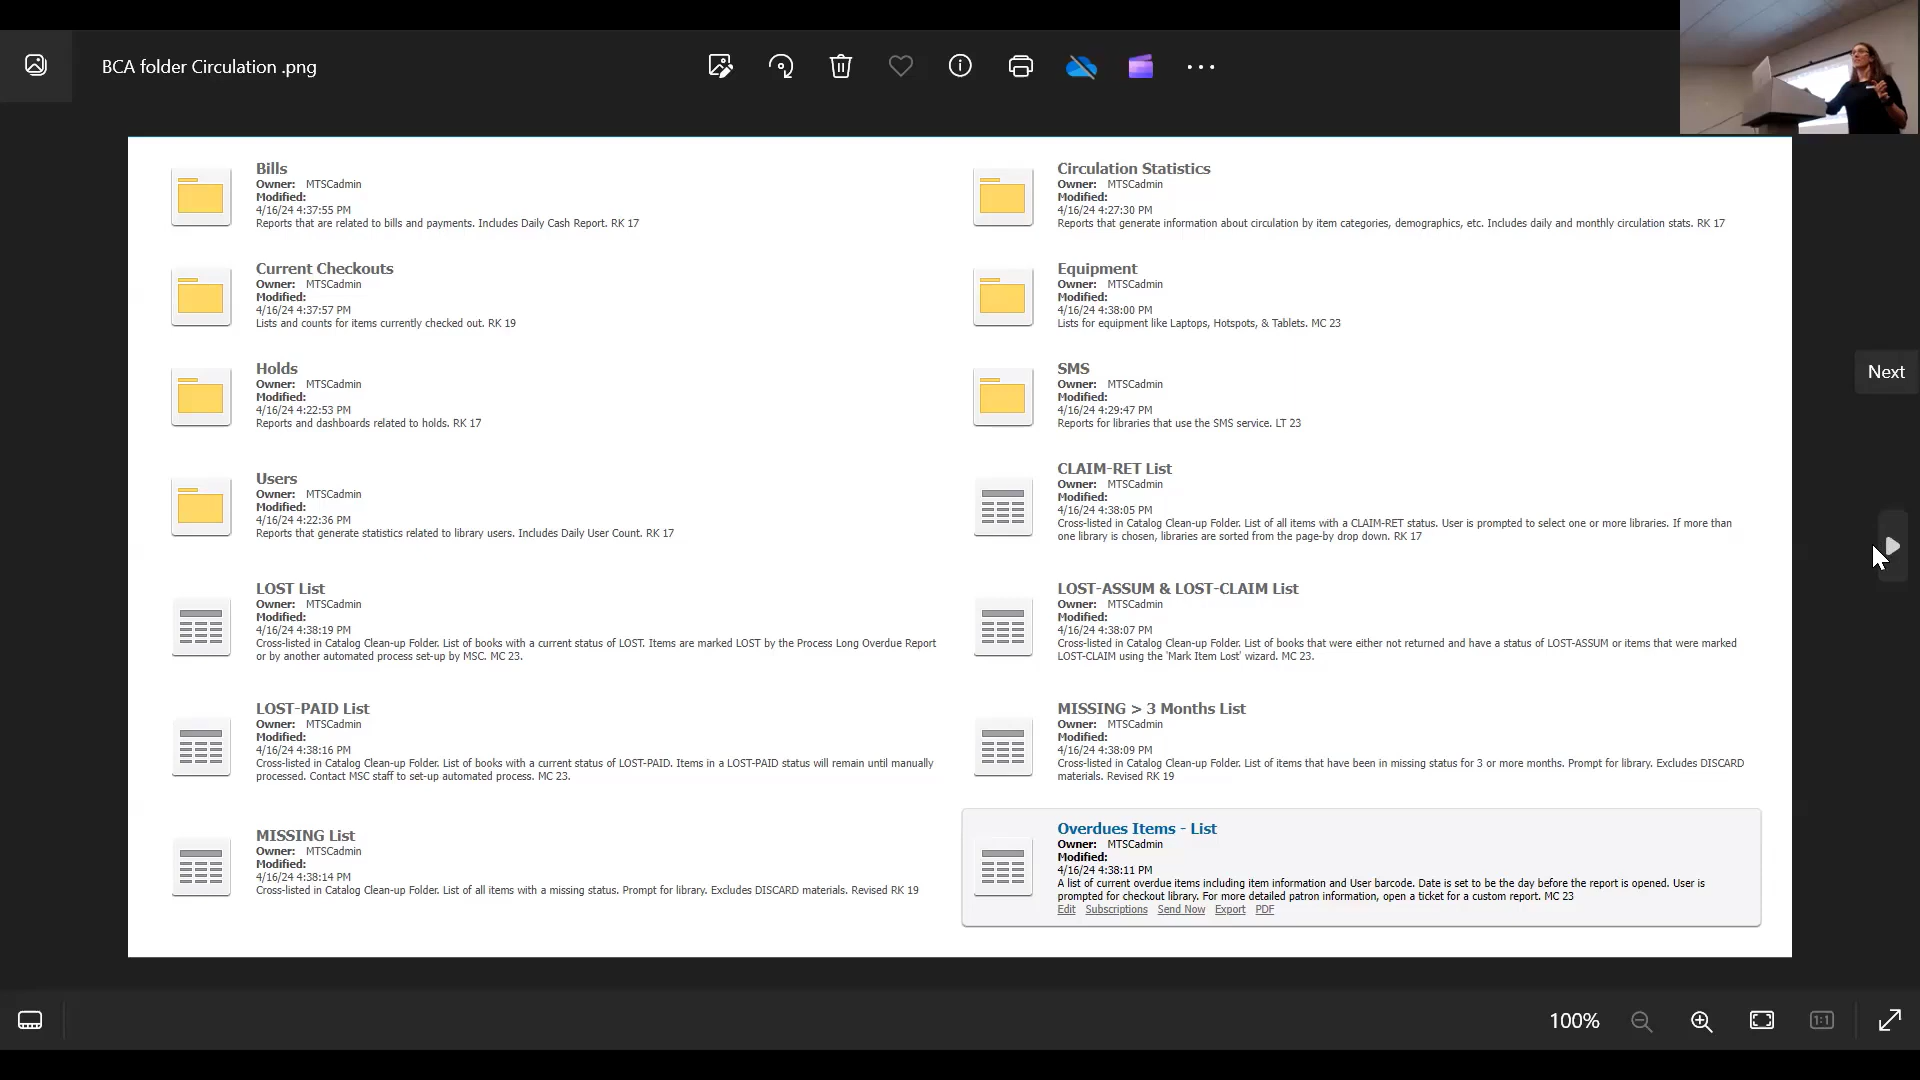 BCA folder Circulation .png
Bills
Owner: MTSCadmin
Modified:
4/16/24 4:37:55 PM
Reports that are related to bills and payments. Includes Daily Cash Report. RK 17
Circulation Statistics
Owner: MTSCadmin
Modified:
4/16/24 4:27:30 PM
Reports that generate information about circulation by item categories, demographics, etc. Includes daily and monthly circulation stats. RK 17
Current Checkouts
Owner: MTSCadmin
Modified:
4/16/24 4:37:57 PM
Lists and counts for items currently checked out. RK 19
Equipment
Owner: MTSCadmin
Modified:
4/16/24 4:38:00 PM
Lists for equipment like Laptops, Hotspots, & Tablets. MC 23
Holds
Owner: MTSCadmin
Modified:
4/16/24 4:22:53 PM
Reports and dashboards related to holds. RK 17
SMS
Owner: MTSCadmin
Modified:
4/16/24 4:29:47 PM
Reports for libraries that use the SMS service. LT 23
Next
Users
Owner: MTSCadmin
Modified:
4/16/24 4:22:36 PM
Reports that generate statistics related to library users. Includes Daily User Count. RK 17
CLAIM-RET List
Owner: MTSCadmin
Modified:
4/16/24 4:38:05 PM
Cross-listed in Catalog Clean-up Folder. List of all items with a CLAIM-RET status. User is prompted to select one or more libraries. If more than
one library is chosen, libraries are sorted from the page-by drop down. RK 17
LOST List
Owner: MTSCadmin
Modified:
4/16/24 4:38:19 PM
Cross-listed in Catalog Clean-up Folder. List of books with a current status of LOST. Items are marked LOST by the Process Long Overdue Report
or by another automated process set-up by MSC. MC 23.
LOST-ASSUM & LOST-CLAIM List
Owner: MTSCadmin
Modified:
4/16/24 4:38:07 PM
Cross-listed in Catalog Clean-up Folder. List of books that were either not returned and have a status of LOST-ASSUM or items that were marked
LOST-CLAIM using the 'Mark Item Lost' wizard. MC 23.
LOST-PAID List
Owner: MTSCadmin
Modified:
4/16/24 4:38:16 PM
Cross-listed in Catalog Clean-up Folder. List of books with a current status of LOST-PAID. Items in a LOST-PAID status will remain until manually
processed. Contact MSC staff to set-up automated process. MC 23.
MISSING > 3 Months List
Owner: MTSCadmin
Modified:
4/16/24 4:38:09 PM
Cross-listed in Catalog Clean-up Folder. List of items that have been in missing status for 3 or more months. Prompt for library. Excludes DISCARD
materials. Revised RK 19
MISSING List
Owner: MTSCadmin
Modified:
4/16/24 4:38:14 PM
Cross-listed in Catalog Clean-up Folder. List of all items with a missing status. Prompt for library. Excludes DISCARD materials. Revised RK 19
Overdues Items - List
Owner: MTSCadmin
Modified:
4/16/24 4:38:11 PM
A list of current overdue items including item information and User barcode. Date is set to be the day before the report is opened. User is
prompted for checkout library. For more detailed patron information, open a ticket for a custom report. MC 23
Edit Subscriptions Send Now Export PDF
100%
1:1